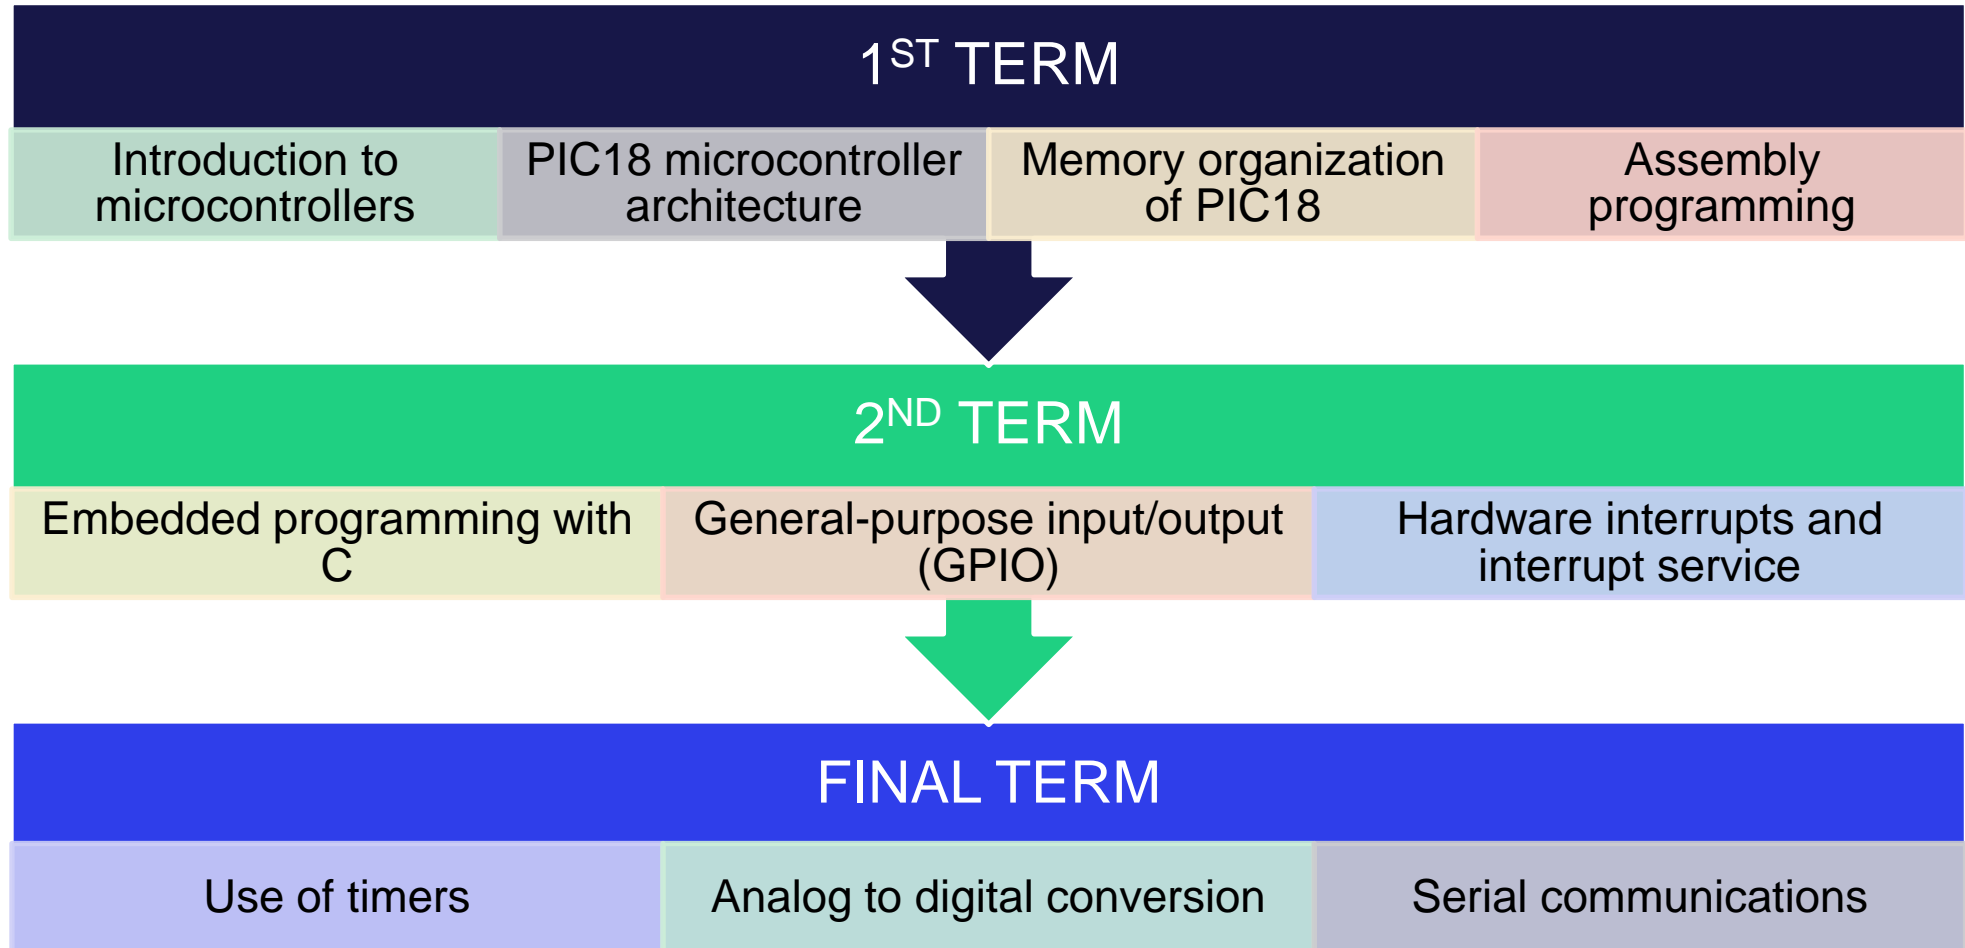 1ST TERM
Introduction to
microcontrollers
PIC18 microcontroller
architecture
Memory organization
of PIC18
Assembly
programming
2ND TERM
Embedded programming with
C
General-purpose input/output
(GPIO)
Hardware interrupts and
interrupt service
FINAL TERM
Use of timers
Analog to digital conversion
Serial communications